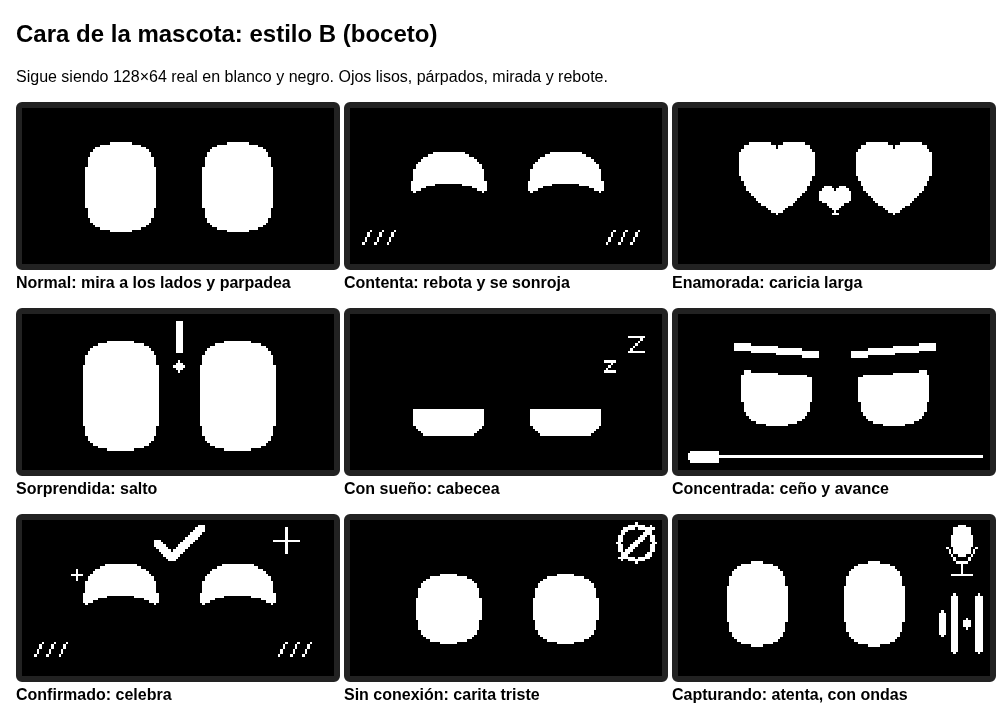 Cara de la mascota: estilo B (boceto)
Sigue siendo 128×64 real en blanco y negro. Ojos lisos, párpados, mirada y rebote.
Normal: mira a los lados y parpadea
Contenta: rebota y se sonroja
Enamorada: caricia larga
!
z Z
Sorprendida: salto
Con sueño: cabecea
Concentrada: ceño y avance
Confirmado: celebra
Sin conexión: carita triste
Capturando: atenta, con ondas